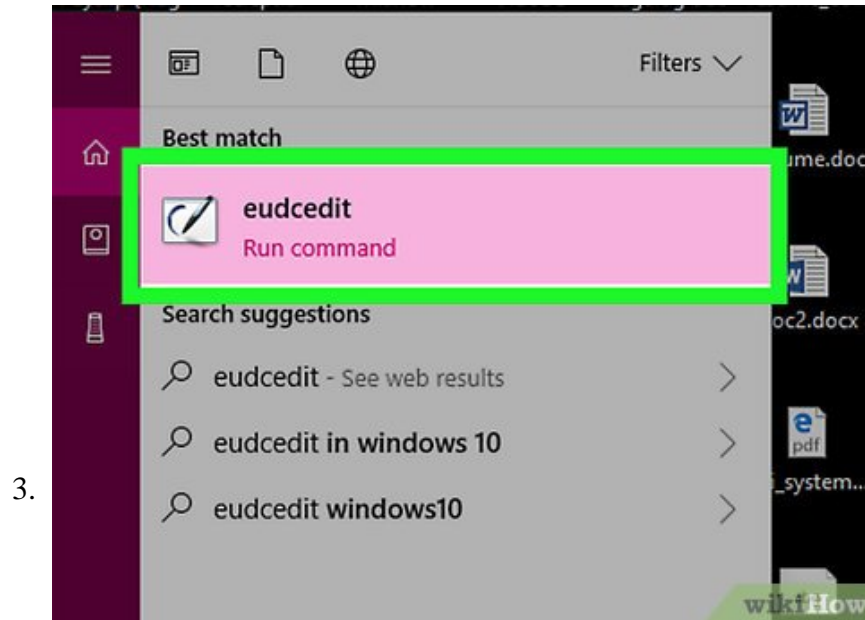 Filters
Best match
eudcedit
Run command
Search suggestions
eudcedit - See web results
eudcedit in windows 10
eudcedit windows10
3.
ume.doc
oc2.docx
pdf
i_system...
wikiHow